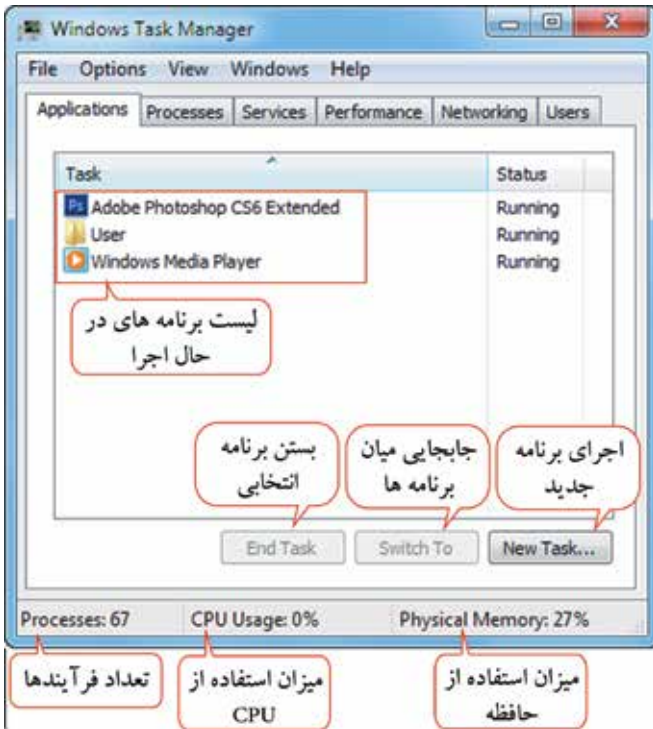 Windows Task Manager
File Options View Windows Help
Applications Processes Services Performance Networking Users
Task Status
Ps Adobe Photoshop CS6 Extended Running
User Running
Windows Media Player Running
لیست برنامه های در
حال اجرا
بستن برنامه
انتخابی
جابجایی میان
برنامه ها
اجرای برنامه
جدید
End Task Switch To New Task...
Processes: 67 CPU Usage: 0% Physical Memory: 27%
تعداد فرآیندها
میزان استفاده از
CPU
میزان استفاده از
حافظه